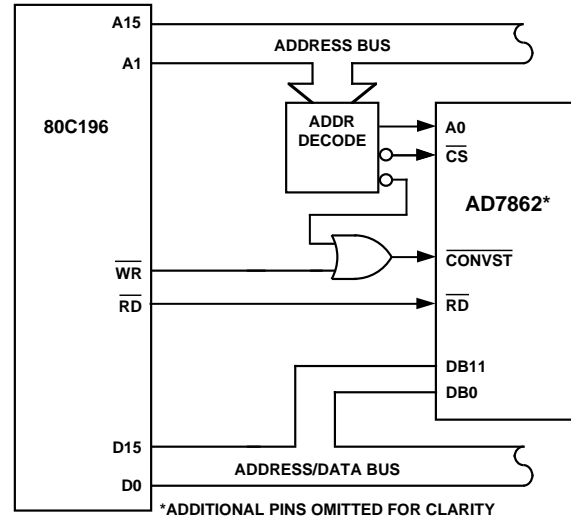 A15
ADDRESS BUS
A1
80C196
ADDR
DECODE
A0
CS
AD7862*
CONVST
WR
RD
RD
DB11
DB0
D15
ADDRESS/DATA BUS
D0
*ADDITIONAL PINS OMITTED FOR CLARITY